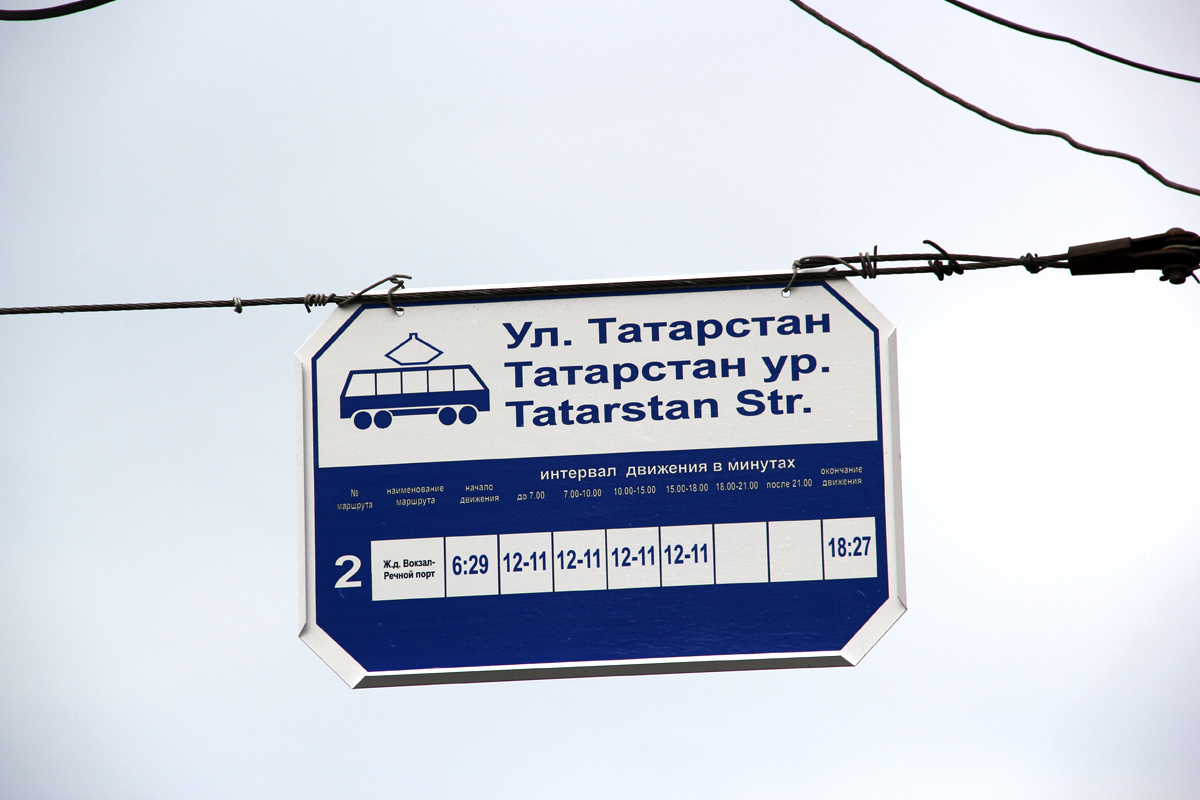 Ул. Татарстан
Татарстан ур.
Tatarstan Str.
интервал движения в минутах
№ маршрута
наименование маршрута
начало движения
до 7.00
7.00-10.00
10.00-15.00
15.00-18.00
18.00-21.00
после 21.00
окончание движения
2
Ж.д. Вокзал-
Речной порт
6:29
12-11
12-11
12-11
12-11
18:27